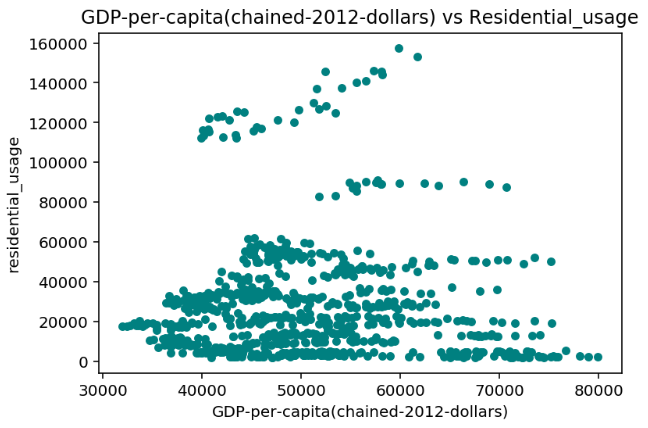 GDP-per-capita(chained-2012-dollars) vs Residential_usage
160000
140000
120000
100000
80000
60000
40000
20000
0
residential_usage
30000 40000 50000 60000 70000 80000
GDP-per-capita(chained-2012-dollars)